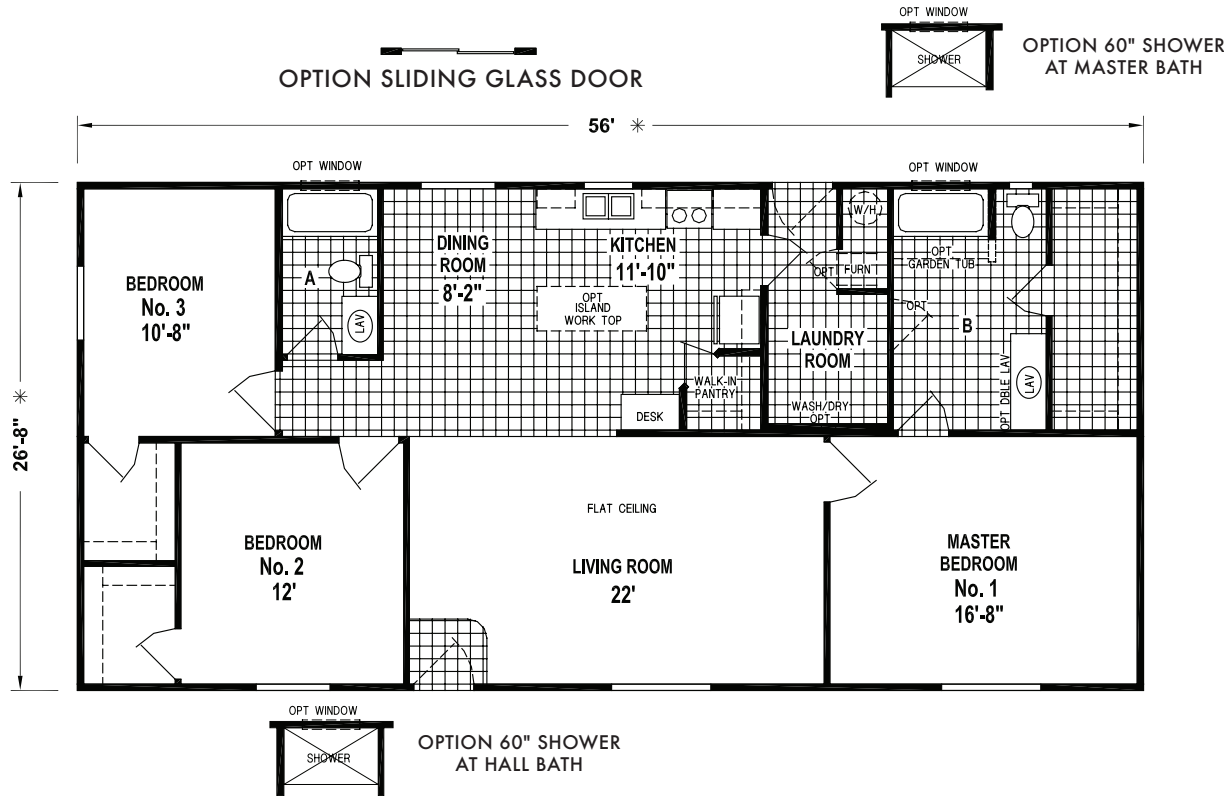 OPT WINDOW
SHOWER
OPTION 60" SHOWER
AT MASTER BATH
OPTION SLIDING GLASS DOOR
56' ✳
26'-8" ✳
OPT WINDOW
OPT WINDOW
BEDROOM
No. 3
10'-8"
A
LAV
DINING
ROOM
8'-2"
KITCHEN
11'-10"
OPT
ISLAND
WORK TOP
WALK-IN
PANTRY
DESK
W/H
OPT
FURN
LAUNDRY
ROOM
WASH/DRY
OPT
OPT
GARDEN TUB
OPT
B
LAV
OPT DBLE LAV
BEDROOM
No. 2
12'
FLAT CEILING
LIVING ROOM
22'
MASTER
BEDROOM
No. 1
16'-8"
OPT WINDOW
SHOWER
OPTION 60" SHOWER
AT HALL BATH